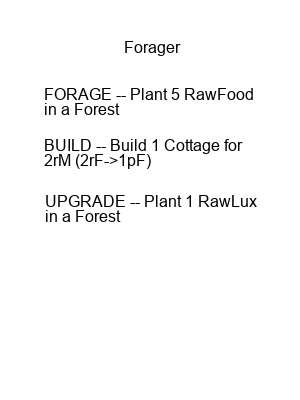 Forager
FORAGE -- Plant 5 RawFood
in a Forest
BUILD -- Build 1 Cottage for
2rM (2rF->1pF)
UPGRADE -- Plant 1 RawLux
in a Forest